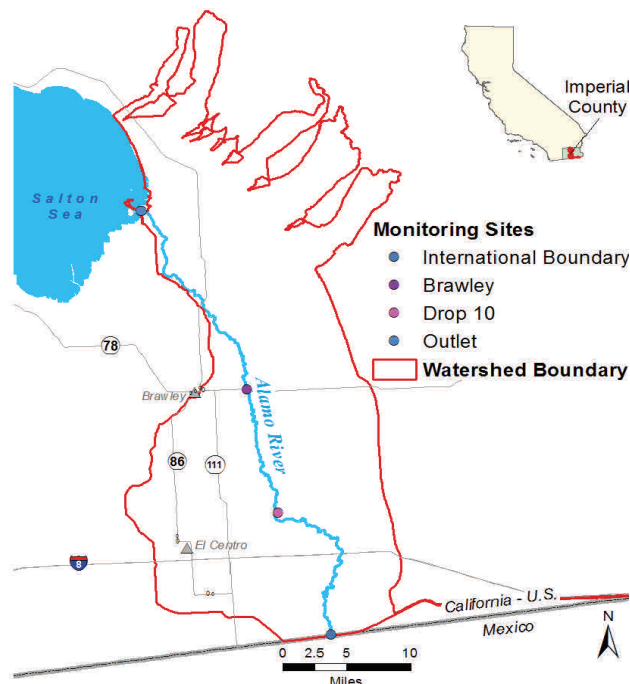 Imperial
County
Salton
Sea
Monitoring Sites
International Boundary
Brawley
Drop 10
Outlet
Watershed Boundary
78
Brawley
Alamo River
86
111
El Centro
8
California - U.S.
Mexico
N
0 2.5 5 10
Miles